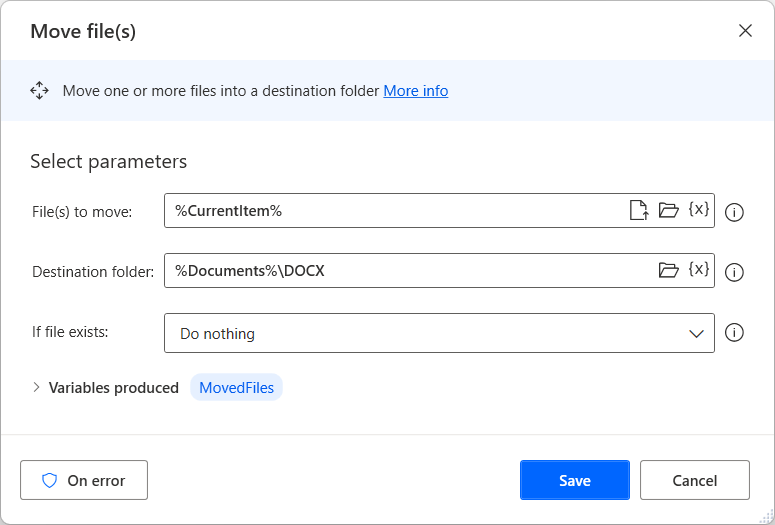 Move file(s)
Move one or more files into a destination folder More info
Select parameters
File(s) to move: %CurrentItem% {x}
Destination folder: %Documents%\DOCX {x}
If file exists: Do nothing
Variables produced MovedFiles
On error Save Cancel